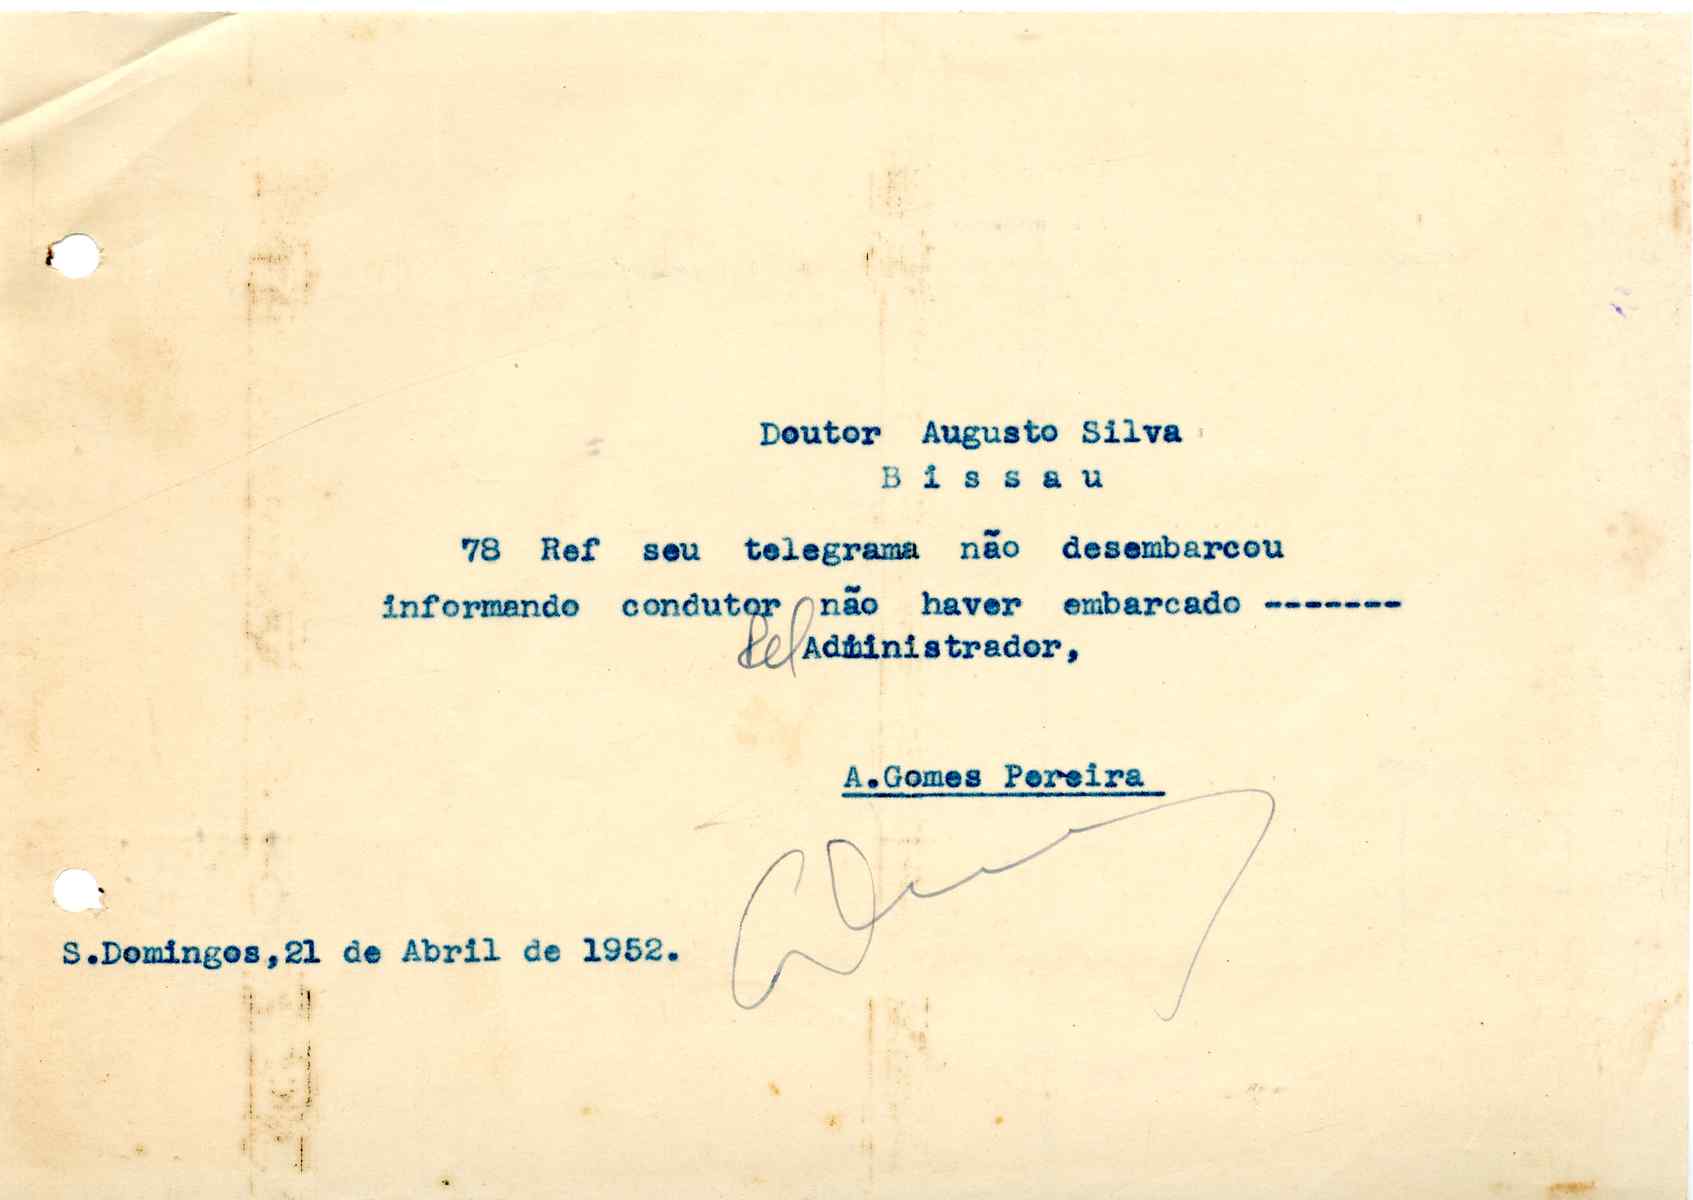 Doutor Augusto Silva
B i s s a u
78 Ref seu telegrama não desembarcou
informando condutor não haver embarcado -------
Pel Administrador,
A.Gomes Pereira
S.Domingos,21 de Abril de 1952.